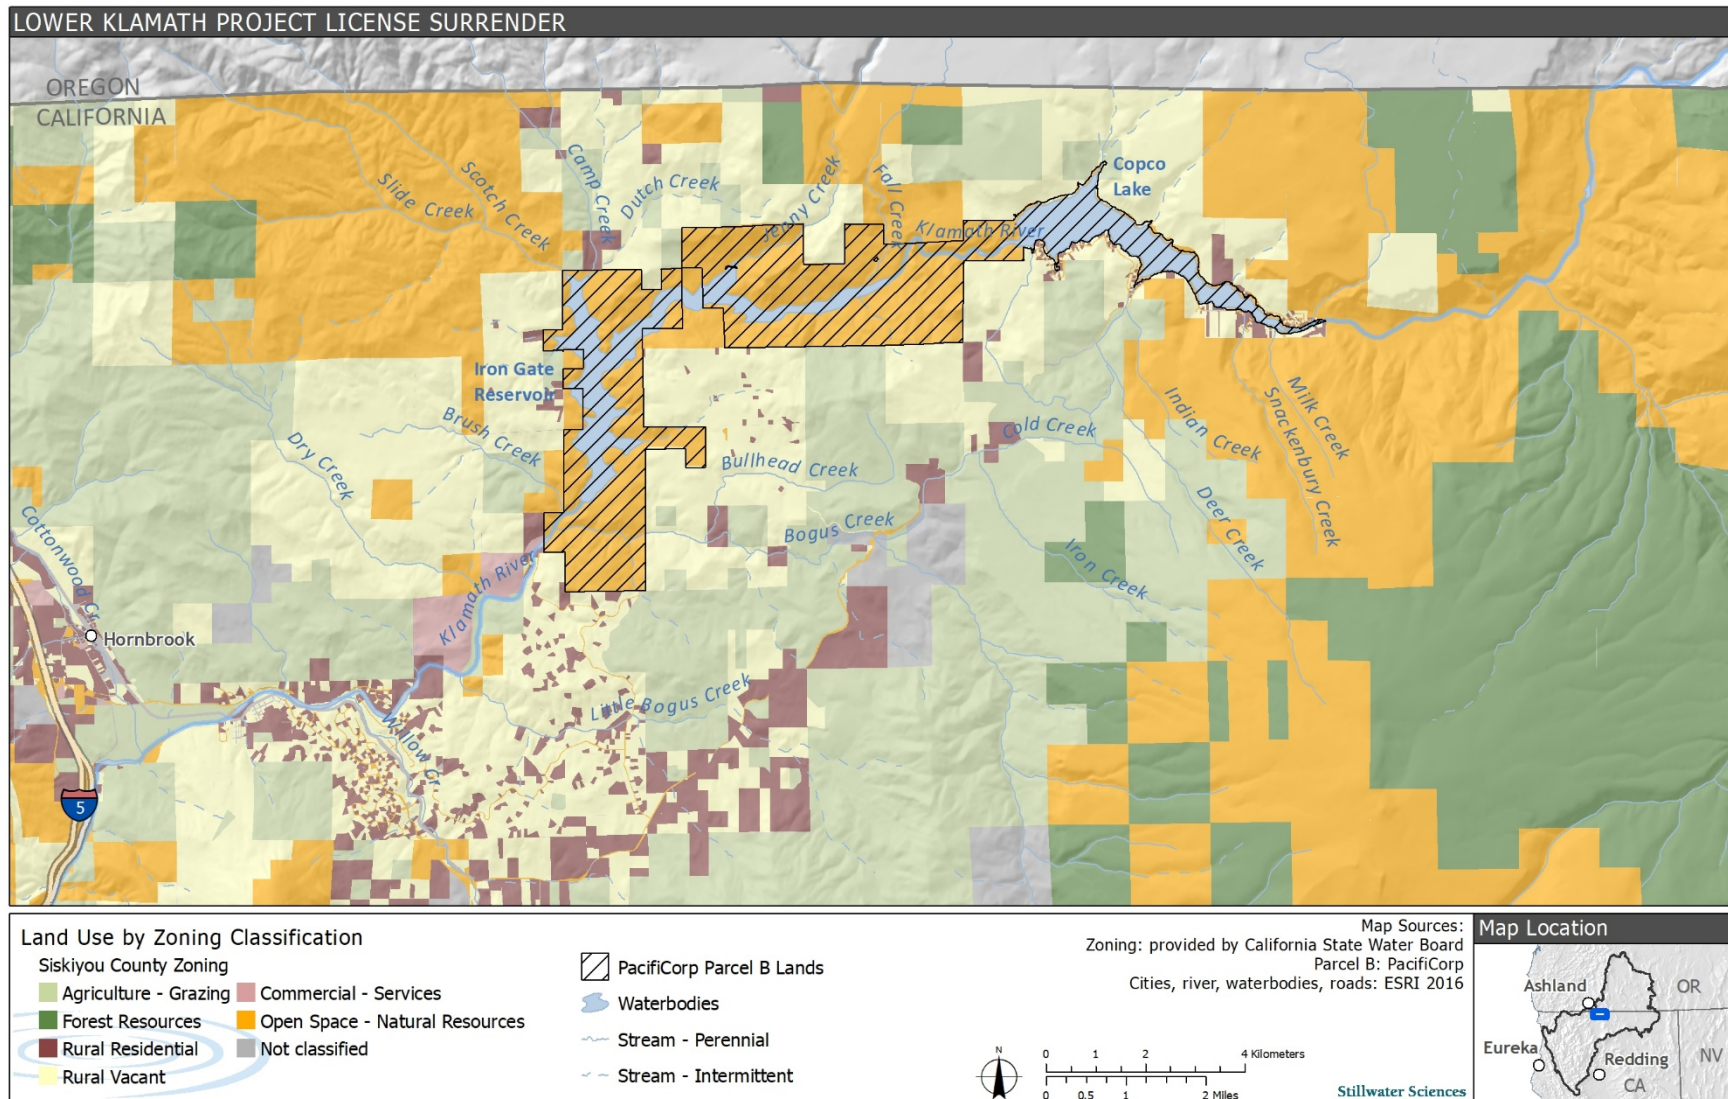 LOWER KLAMATH PROJECT LICENSE SURRENDER
OREGON
CALIFORNIA
Slide Creek
Scotch Creek
Camp Creek
Dutch Creek
Jenny Creek
Fall Creek
Klamath River
Copco
Lake
Iron Gate
Reservoir
Brush Creek
Dry Creek
Cottonwood Cr
Bullhead Creek
Bogus Creek
Cold Creek
Indian Creek
Milk Creek
Snackenbury Creek
Deer Creek
Iron Creek
Klamath River
Hornbrook
Little Bogus Creek
Willow Cr
5
Land Use by Zoning Classification
Siskiyou County Zoning
Agriculture - Grazing
Forest Resources
Rural Residential
Rural Vacant
Commercial - Services
Open Space - Natural Resources
Not classified
PacifiCorp Parcel B Lands
Waterbodies
Stream - Perennial
Stream - Intermittent
Map Sources:
Zoning: provided by California State Water Board
Parcel B: PacifiCorp
Cities, river, waterbodies, roads: ESRI 2016
N
0 1 2 4 Kilometers
0 0.5 1 2 Miles
Stillwater Sciences
Map Location
Ashland
OR
Eureka
Redding
CA
NV